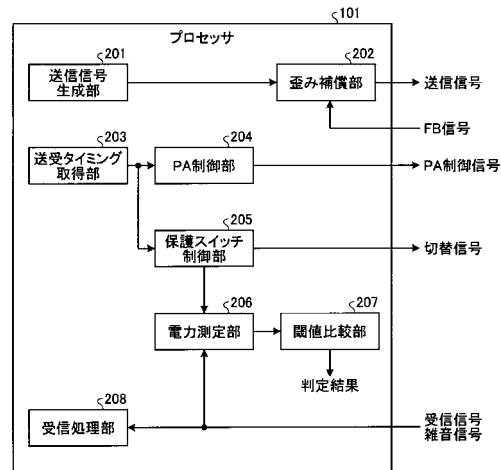 101
プロセッサ
201
送信信号
生成部
202
歪み補償部
送信信号
FB信号
203
送受タイミング
取得部
204
PA制御部
PA制御信号
205
保護スイッチ
制御部
切替信号
206
電力測定部
207
閾値比較部
判定結果
208
受信処理部
受信信号
雑音信号